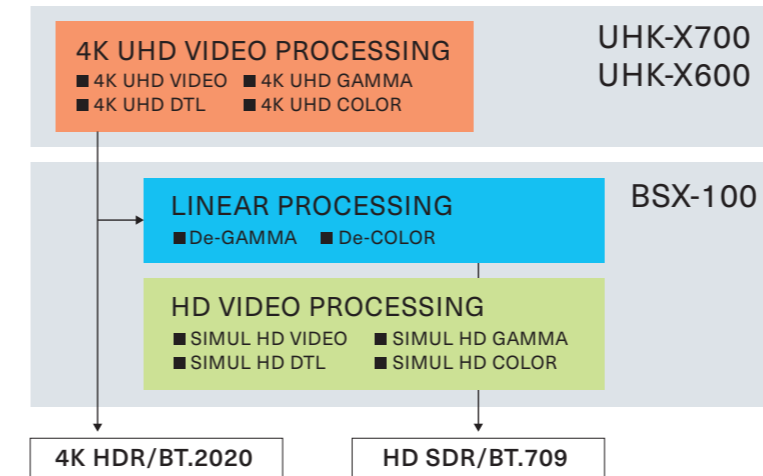 4K UHD VIDEO PROCESSING
■ 4K UHD VIDEO ■ 4K UHD GAMMA
■ 4K UHD DTL ■ 4K UHD COLOR
UHK-X700
UHK-X600
LINEAR PROCESSING
■ De-GAMMA ■ De-COLOR
BSX-100
HD VIDEO PROCESSING
■ SIMUL HD VIDEO ■ SIMUL HD GAMMA
■ SIMUL HD DTL ■ SIMUL HD COLOR
4K HDR/BT.2020
HD SDR/BT.709